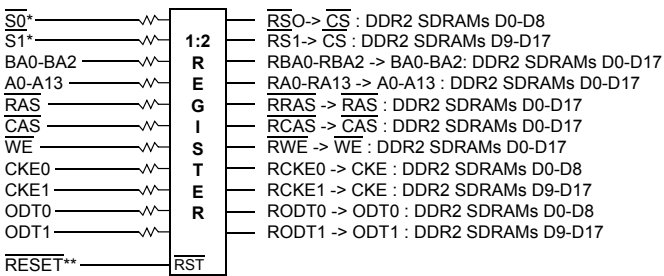 S0* RSO-> CS : DDR2 SDRAMs D0-D8
S1* 1:2 RS1-> CS : DDR2 SDRAMs D9-D17
BA0-BA2 R RBA0-RBA2 -> BA0-BA2: DDR2 SDRAMs D0-D17
A0-A13 E RA0-RA13 -> A0-A13 : DDR2 SDRAMs D0-D17
RAS G RRAS -> RAS : DDR2 SDRAMs D0-D17
CAS I RCAS -> CAS : DDR2 SDRAMs D0-D17
WE S RWE -> WE : DDR2 SDRAMs D0-D17
CKE0 T RCKE0 -> CKE : DDR2 SDRAMs D0-D8
CKE1 E RCKE1 -> CKE : DDR2 SDRAMs D9-D17
ODT0 R RODT0 -> ODT0 : DDR2 SDRAMs D0-D8
ODT1 RODT1 -> ODT1 : DDR2 SDRAMs D9-D17
RESET** RST